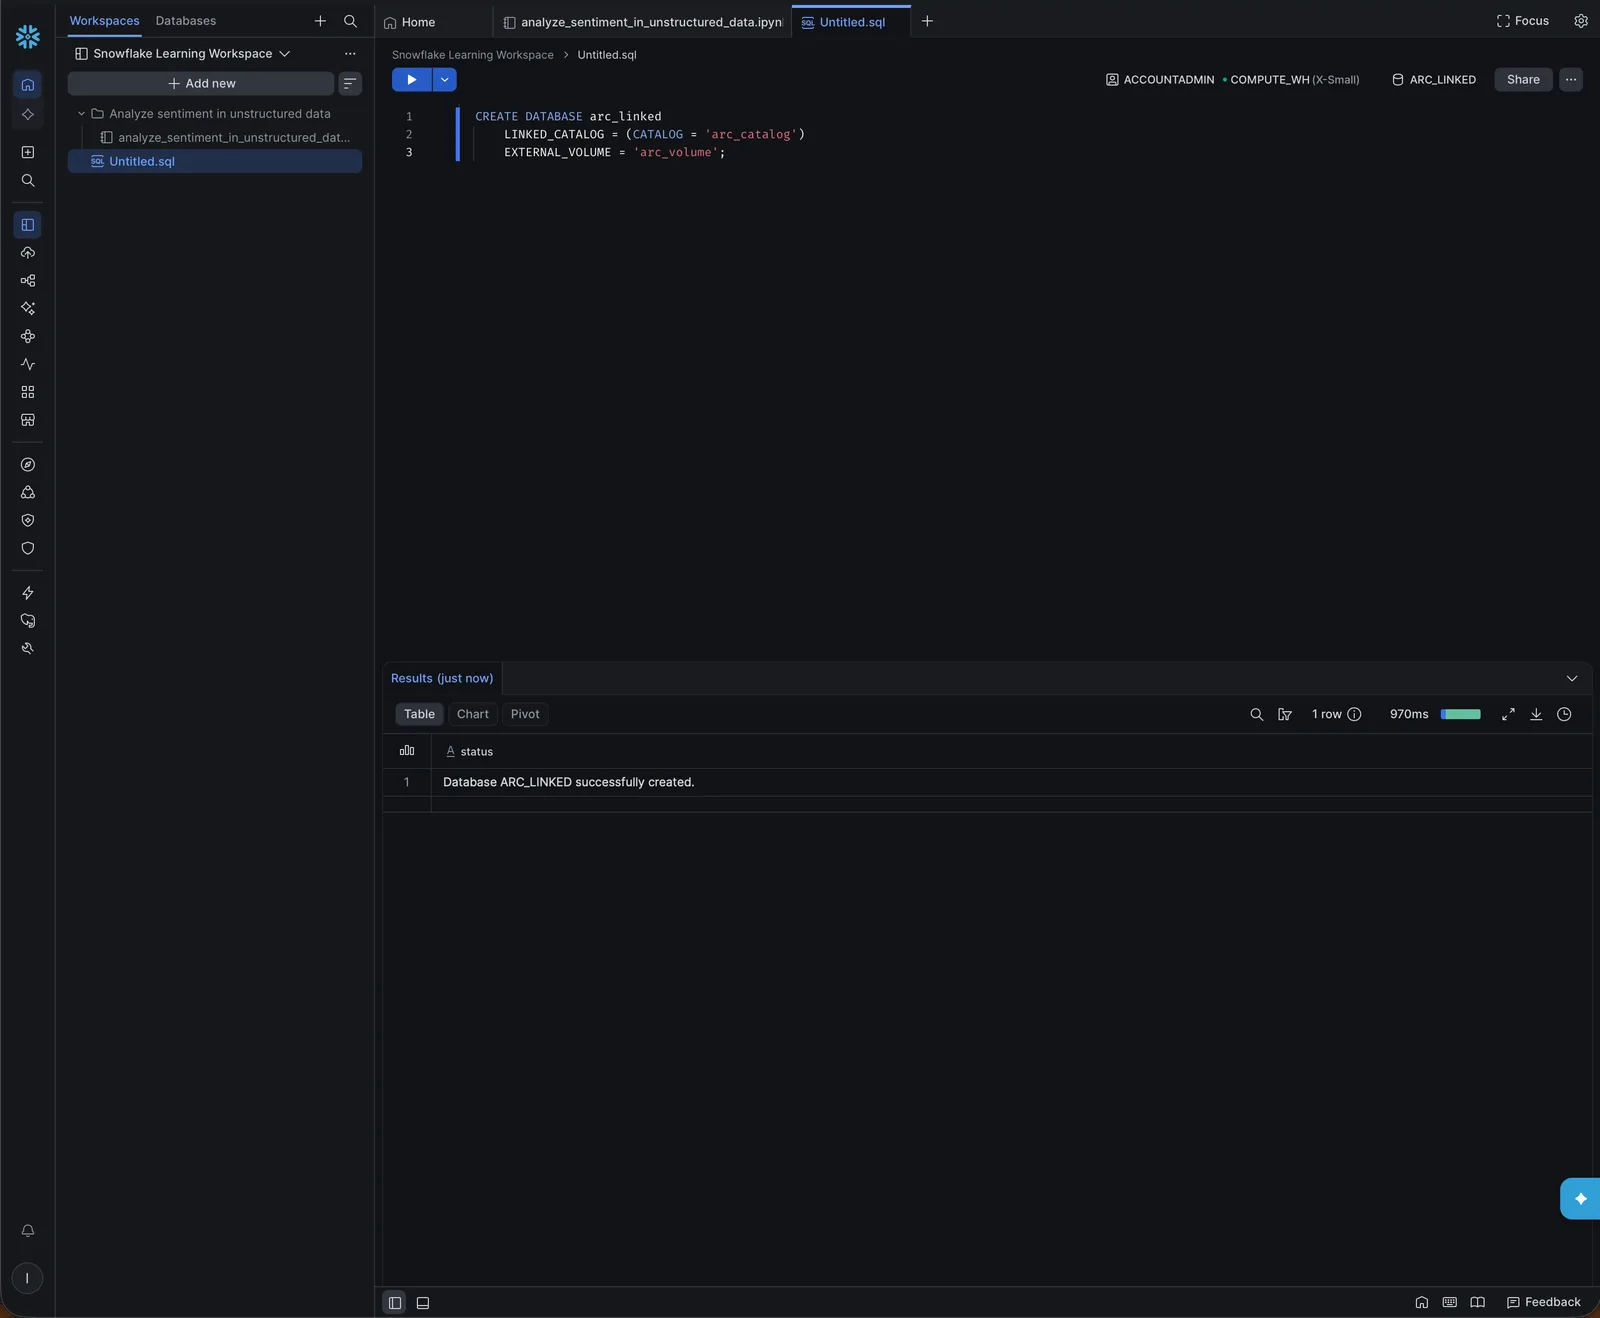 Workspaces Databases
Snowflake Learning Workspace
Add new
Analyze sentiment in unstructured data
analyze_sentiment_in_unstructured_dat...
SQL Untitled.sql
Home
analyze_sentiment_in_unstructured_data.ipyn
SQL Untitled.sql
Focus
Snowflake Learning Workspace > Untitled.sql
ACCOUNTADMIN • COMPUTE_WH (X-Small)
ARC_LINKED
Share
1 CREATE DATABASE arc_linked
2 LINKED_CATALOG = (CATALOG = 'arc_catalog')
3 EXTERNAL_VOLUME = 'arc_volume';
Results (just now)
Table Chart Pivot
1 row
970ms
A status
1 Database ARC_LINKED successfully created.
I
Feedback